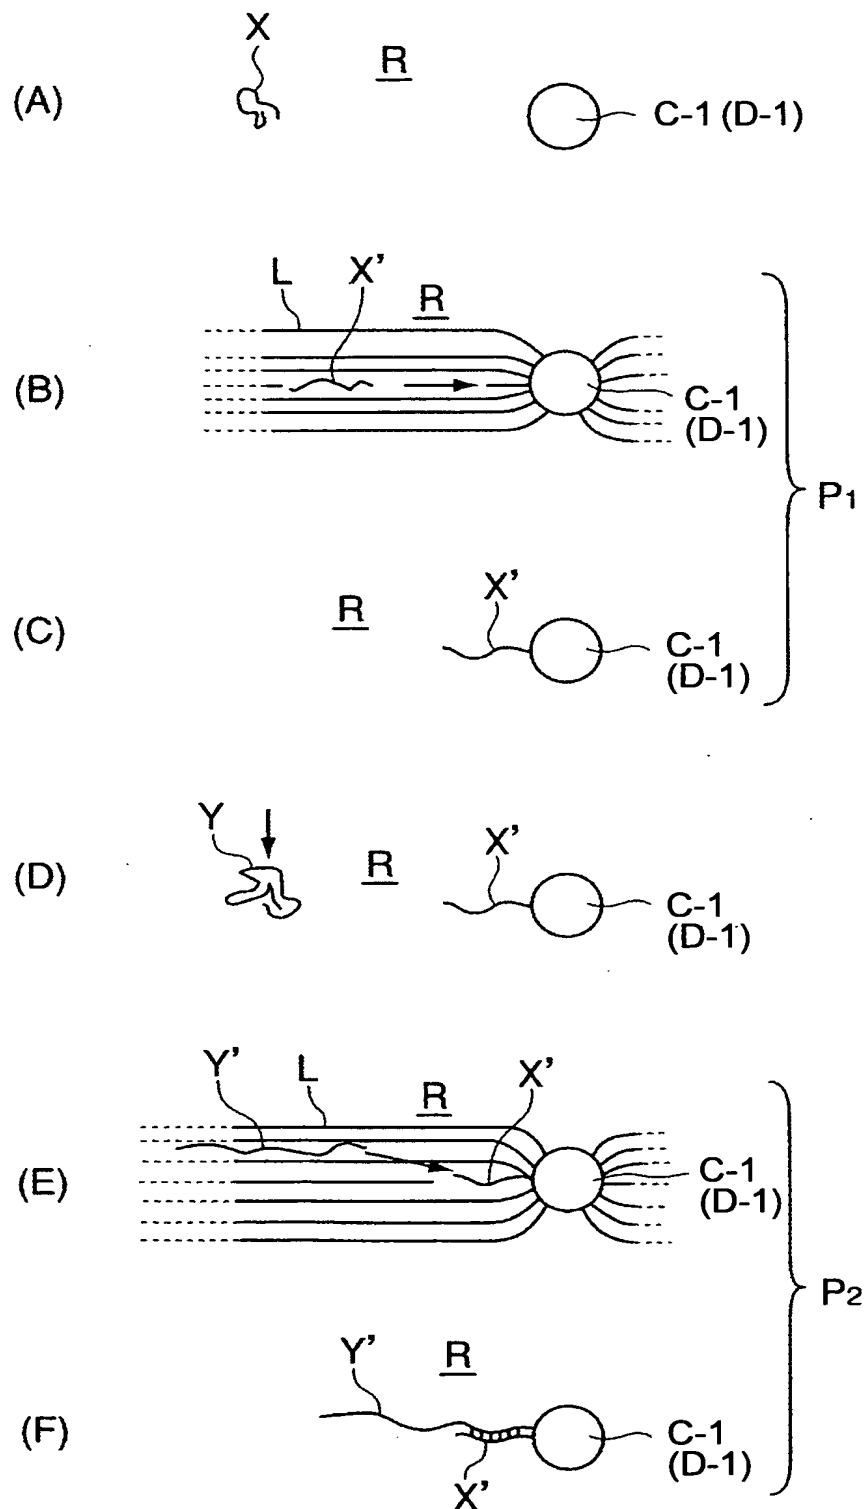 X
R
(A)
C-1 (D-1)
L X' R
(B)
C-1
(D-1)
P1
X'
R
(C)
C-1
(D-1)
Y
X'
R
(D)
C-1
(D-1)
Y' L X'
R
(E)
C-1
(D-1)
P2
Y' R
(F)
C-1
(D-1)
X'